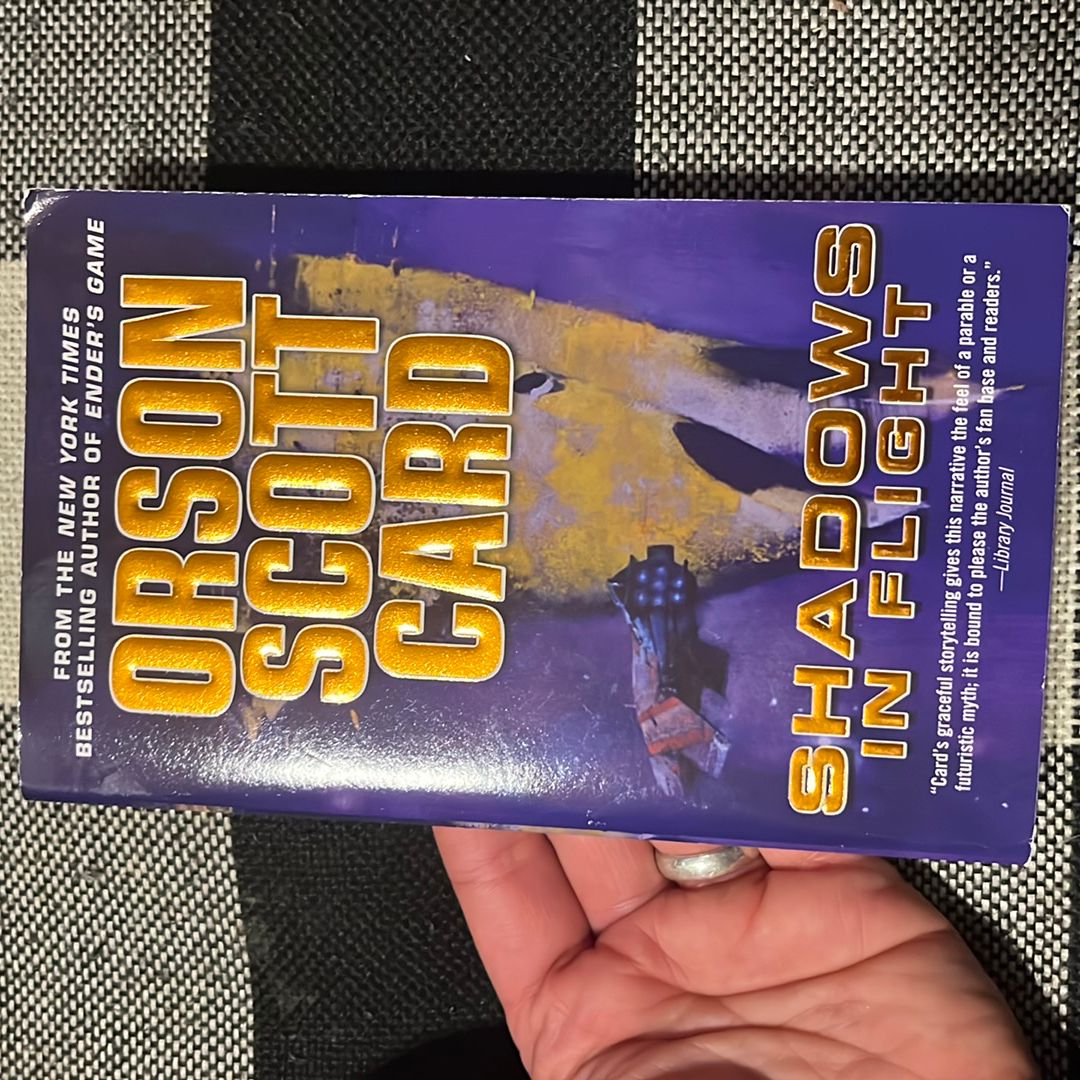 FROM THE NEW YORK TIMES
BESTSELLING AUTHOR OF ENDER'S GAME
ORSON
SCOTT
CARD
SHADOWS
IN FLIGHT
“Card's graceful storytelling gives this narrative the feel of a parable or a
futuristic myth; it is bound to please the author's fan base and readers.”
—Library Journal